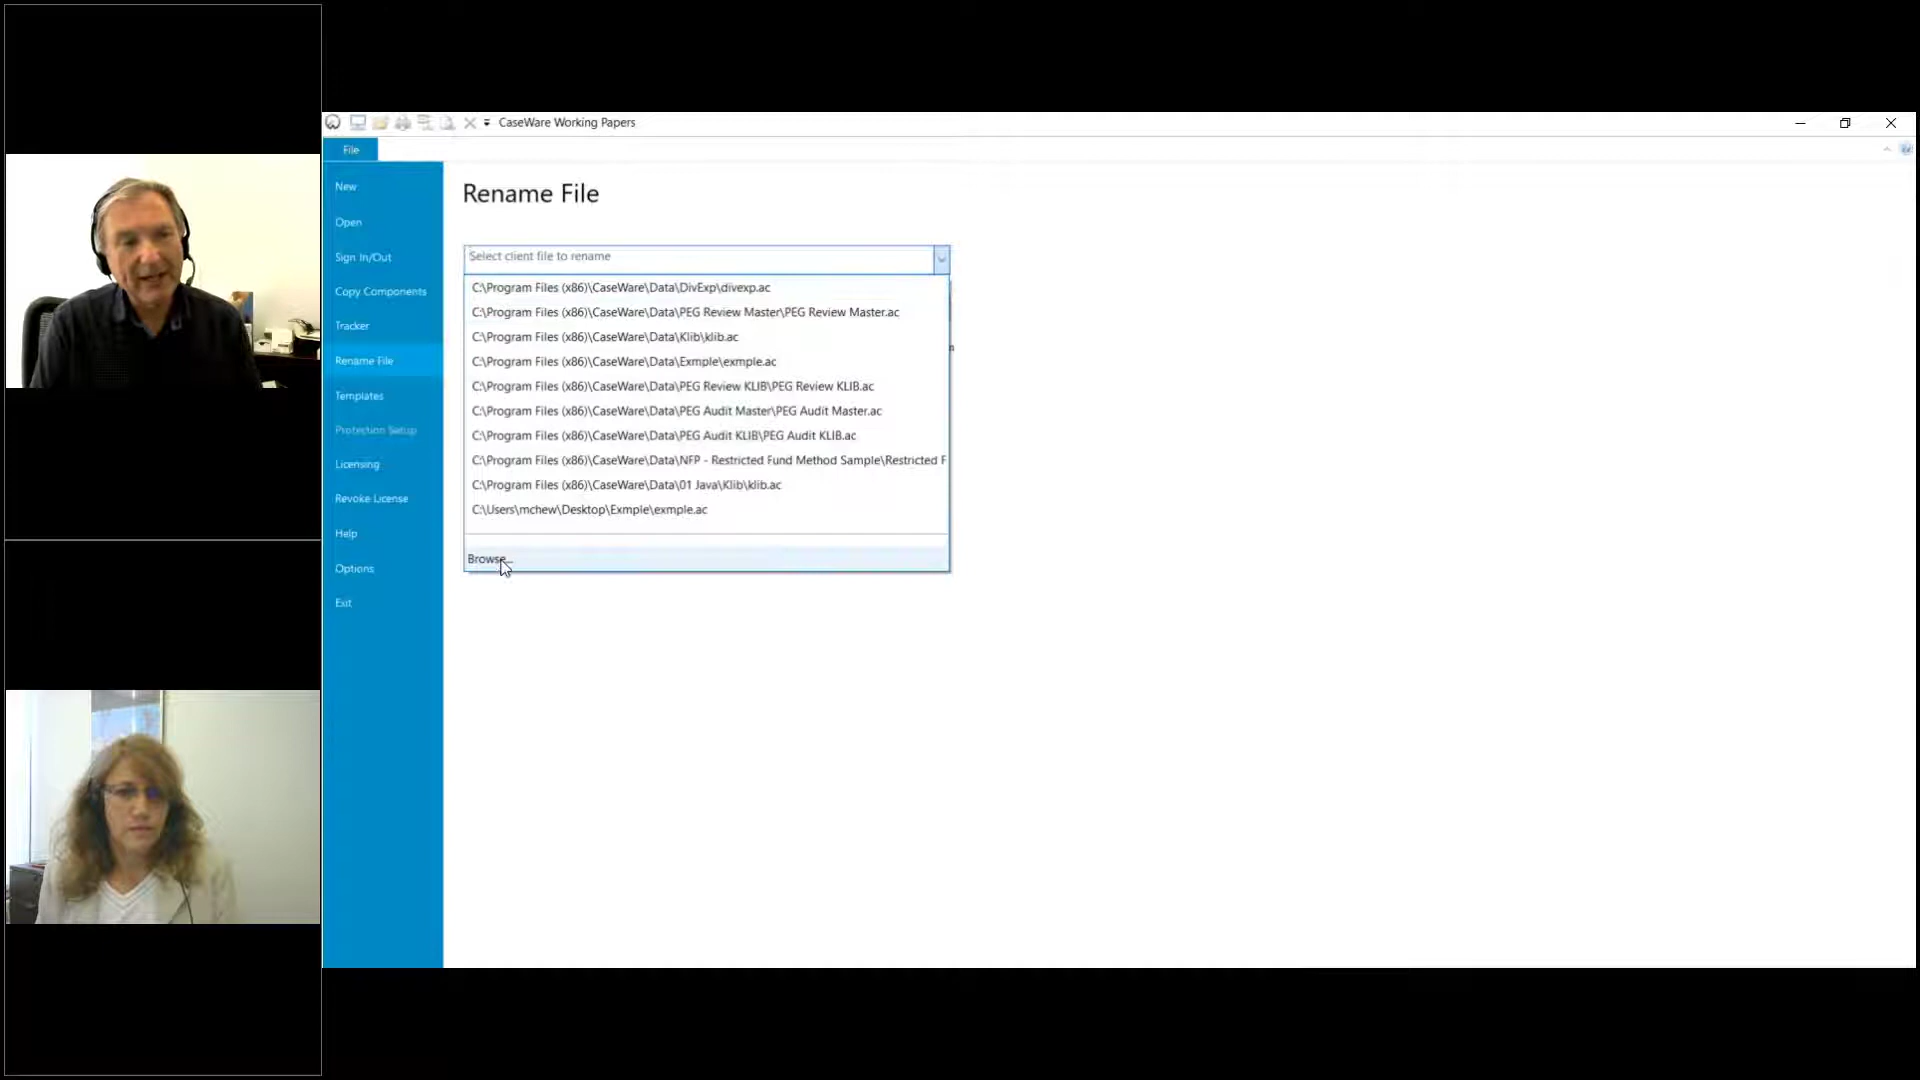 CaseWare Working Papers
File
New
Open
Sign In/Out
Copy Components
Tracker
Rename File
Templates
Protection Setup
Licensing
Revoke License
Help
Options
Exit
Rename File
Select client file to rename
C:\Program Files (x86)\CaseWare\Data\DivExp\divexp.ac
C:\Program Files (x86)\CaseWare\Data\PEG Review Master\PEG Review Master.ac
C:\Program Files (x86)\CaseWare\Data\Klib\klib.ac
C:\Program Files (x86)\CaseWare\Data\Exmple\exmple.ac
C:\Program Files (x86)\CaseWare\Data\PEG Review KLIB\PEG Review KLIB.ac
C:\Program Files (x86)\CaseWare\Data\PEG Audit Master\PEG Audit Master.ac
C:\Program Files (x86)\CaseWare\Data\PEG Audit KLIB\PEG Audit KLIB.ac
C:\Program Files (x86)\CaseWare\Data\NFP - Restricted Fund Method Sample\Restricted F
C:\Program Files (x86)\CaseWare\Data\01 Java\Klib\klib.ac
C:\Users\mchew\Desktop\Exmple\exmple.ac
Browse...
n